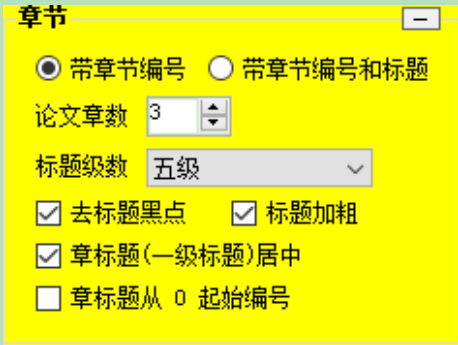 章节
带章节编号 带章节编号和标题
论文章数 3
标题级数 五级
去标题黑点 标题加粗
章标题(一级标题)居中
章标题从 0 起始编号